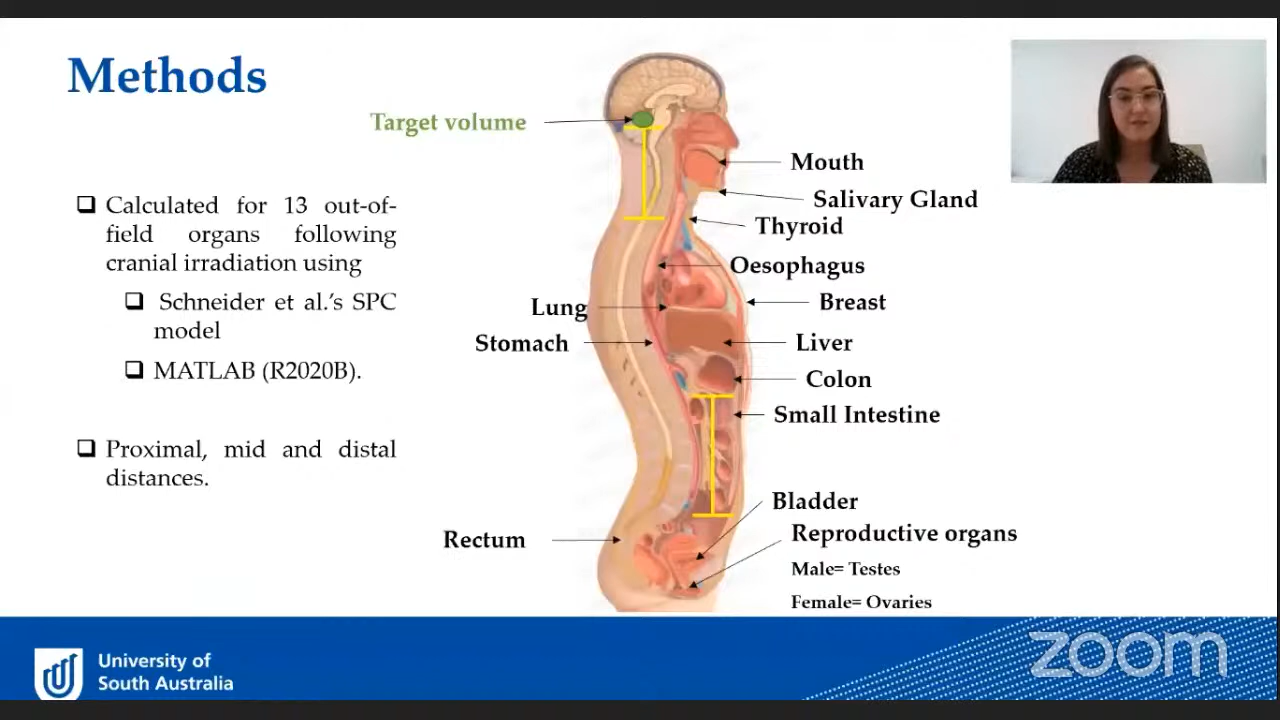 Methods
Target volume
❑ Calculated for 13 out-of-
field organs following
cranial irradiation using
❑ Schneider et al.'s SPC
model
❑ MATLAB (R2020B).
❑ Proximal, mid and distal
distances.
Mouth
Salivary Gland
Thyroid
Oesophagus
Lung
Breast
Stomach
Liver
Colon
Small Intestine
Bladder
Reproductive organs
Rectum
Male= Testes
Female= Ovaries
University of
South Australia
zoom